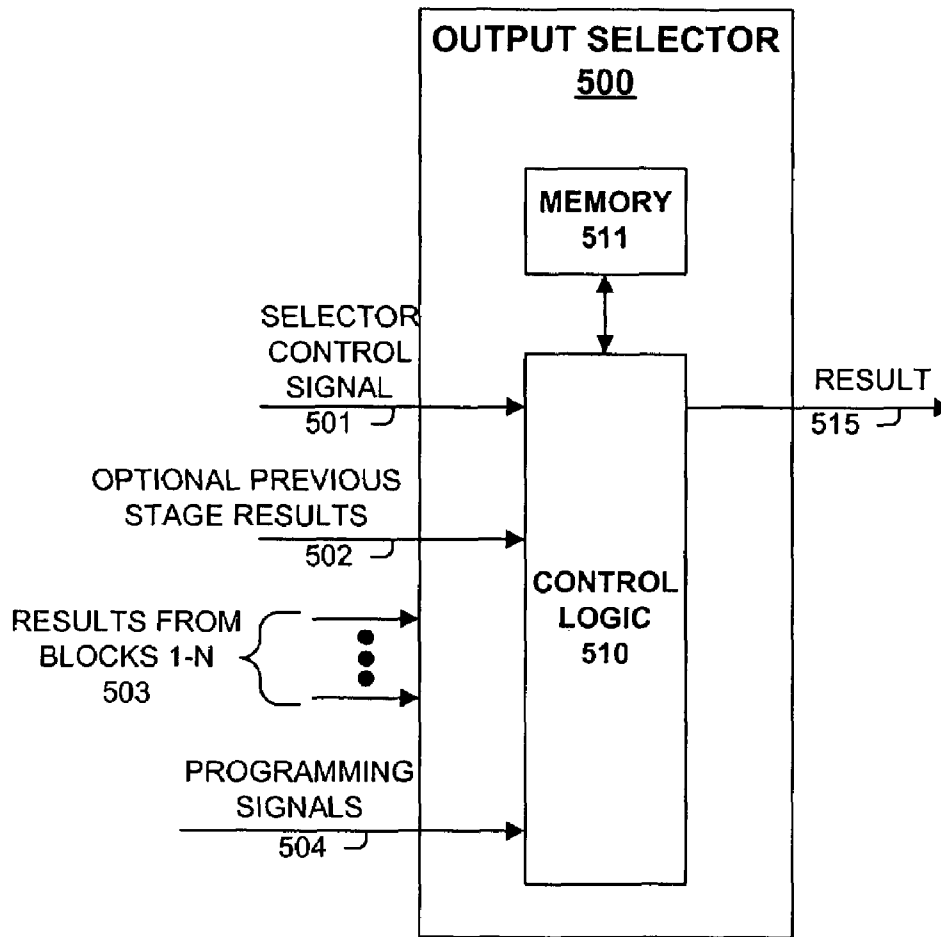 OUTPUT SELECTOR
500
MEMORY
511
SELECTOR
CONTROL
SIGNAL
501
RESULT
515
OPTIONAL PREVIOUS
STAGE RESULTS
502
CONTROL
LOGIC
510
RESULTS FROM
BLOCKS 1-N
503
PROGRAMMING
SIGNALS
504